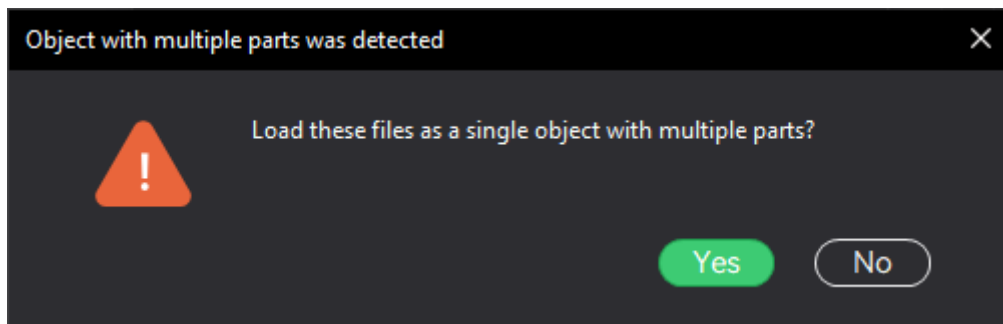 Object with multiple parts was detected
Load these files as a single object with multiple parts?
Yes No